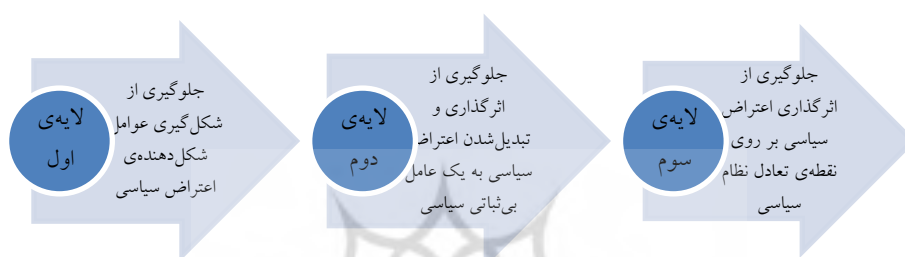 لایه‌ی
اول
جلوگیری از
شکل‌گیری عوامل
شکل‌دهنده‌ی
اعتراض سیاسی
لایه‌ی
دوم
جلوگیری از
اثرگذاری و
تبدیل‌شدن اعتراض
سیاسی به یک عامل
بی‌ثباتی سیاسی
لایه‌ی
سوم
جلوگیری از
اثرگذاری اعتراض
سیاسی بر روی
نقطه‌ی تعادل نظام
سیاسی